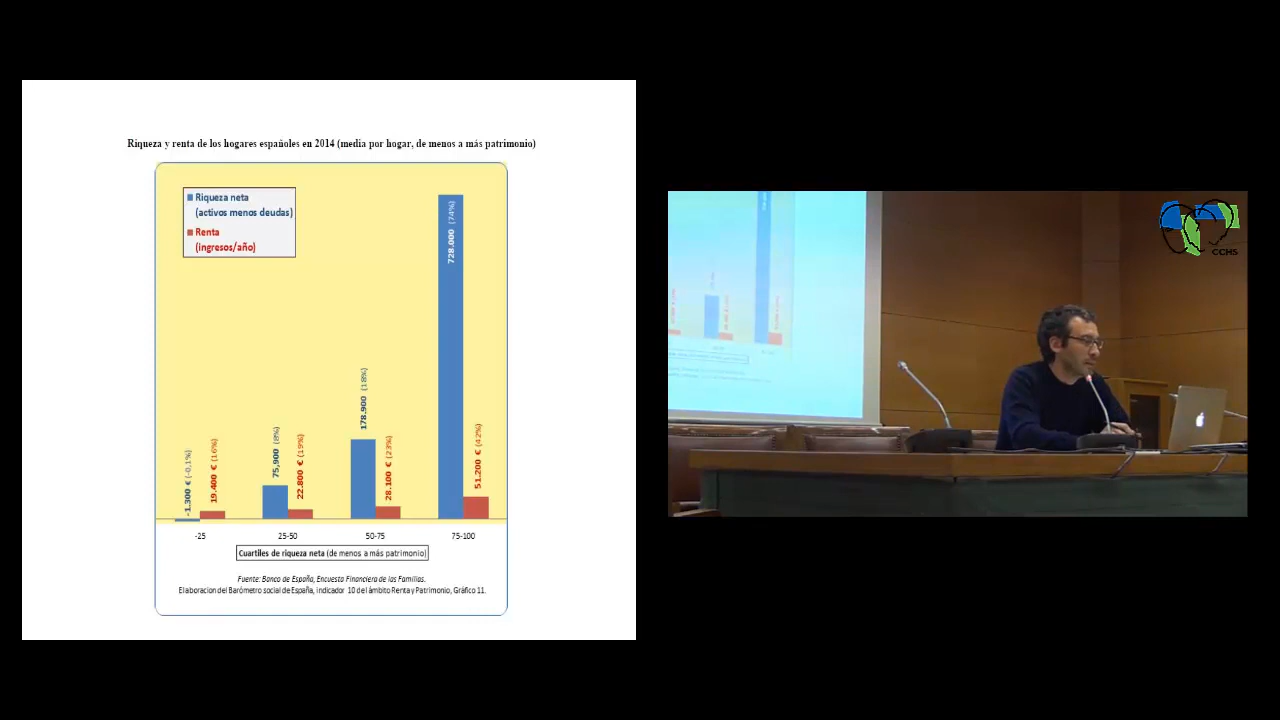 Riqueza y renta de los hogares españoles en 2014 (media por hogar, de menos a más patrimonio)
Riqueza neta
(activos menos deudas)
Renta
(ingresos/año)
-1.300 € (-0,1%)
19.400 € (16%)
75,900 (8%)
22.800 € (19%)
178.900 (18%)
28.100 € (23%)
728.000 (74%)
51.200 € (42%)
-25
25-50
50-75
75-100
Cuartiles de riqueza neta (de menos a más patrimonio)
Fuente: Banco de España, Encuesta Financiera de las Familias.
Elaboracion del Barómetro social de España, indicador 10 del ámbito Renta y Patrimonio, Gráfico 11.
CCHS